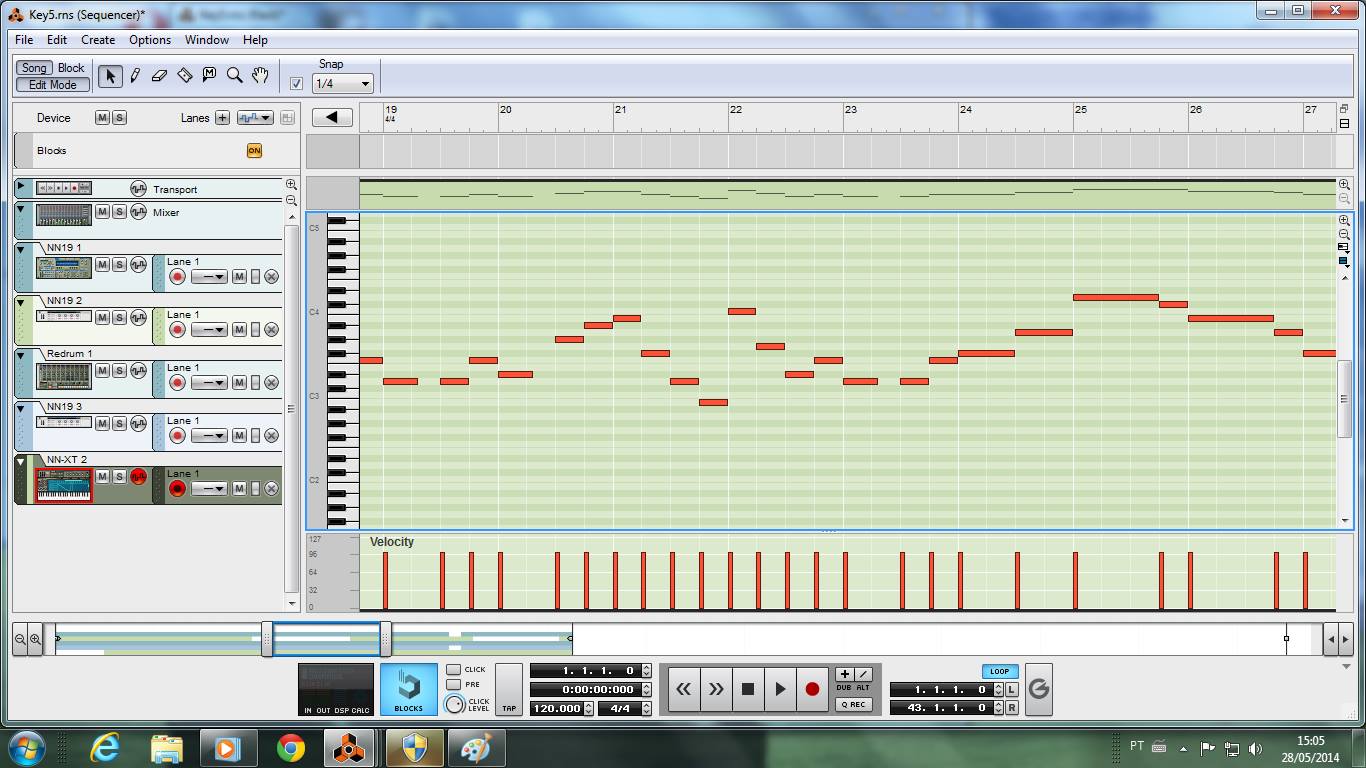 Key5.rns (Sequencer)*
File Edit Create Options Window Help
Song Block
Edit Mode
Snap
1/4
Device M S Lanes +
19 20 21 22 23 24 25 26 27
4/4
Blocks ON
Transport
Mixer M S
NN19 1
M S Lane 1 M
NN19 2
M S Lane 1 M
Redrum 1
M S Lane 1 M
NN19 3
M S Lane 1 M
NN-XT 2
M S Lane 1 M
C5
C4
C3
C2
Velocity
127
96
64
32
0
IN OUT DSP CALC
BLOCKS
CLICK
PRE
CLICK
LEVEL
TAP
1. 1. 1. 0
0:00:00:000
120.000 4/4
DUB ALT
Q REC
LOOP
1. 1. 1. 0 L
43. 1. 1. 0 R
PT
15:05
28/05/2014